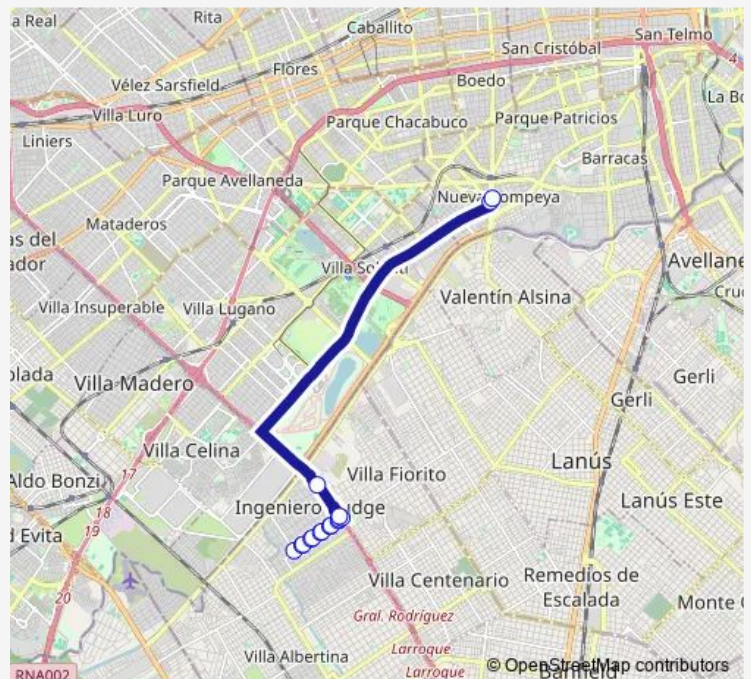 a Real
Rita
Caballito
San Cristóbal
San Telmo
Flores
Vélez Sarsfield
Boedo
La Bo
Villa Luro
Parque Chacabuco
Parque Patricios
Liniers
Barracas
Parque Avellaneda
Nueva Pompeya
Mataderos
as del
ador
Villa So
Avellane
Valentín Alsina
Cruc
Villa Insuperable
Villa Lugano
olada
Villa Madero
Gerli
Gerli
Villa Celina
Lanús
Aldo Bonzi
17
Villa Fiorito
Lanús Este
18
19
Ingeniero Budge
d Evita
20
Villa Centenario
Remedios de
Escalada
Monte C
Gral. Rodríguez
Villa Albertina
Larroque
Larroque
RNA002
© OpenStreetMap contributors
Banfield